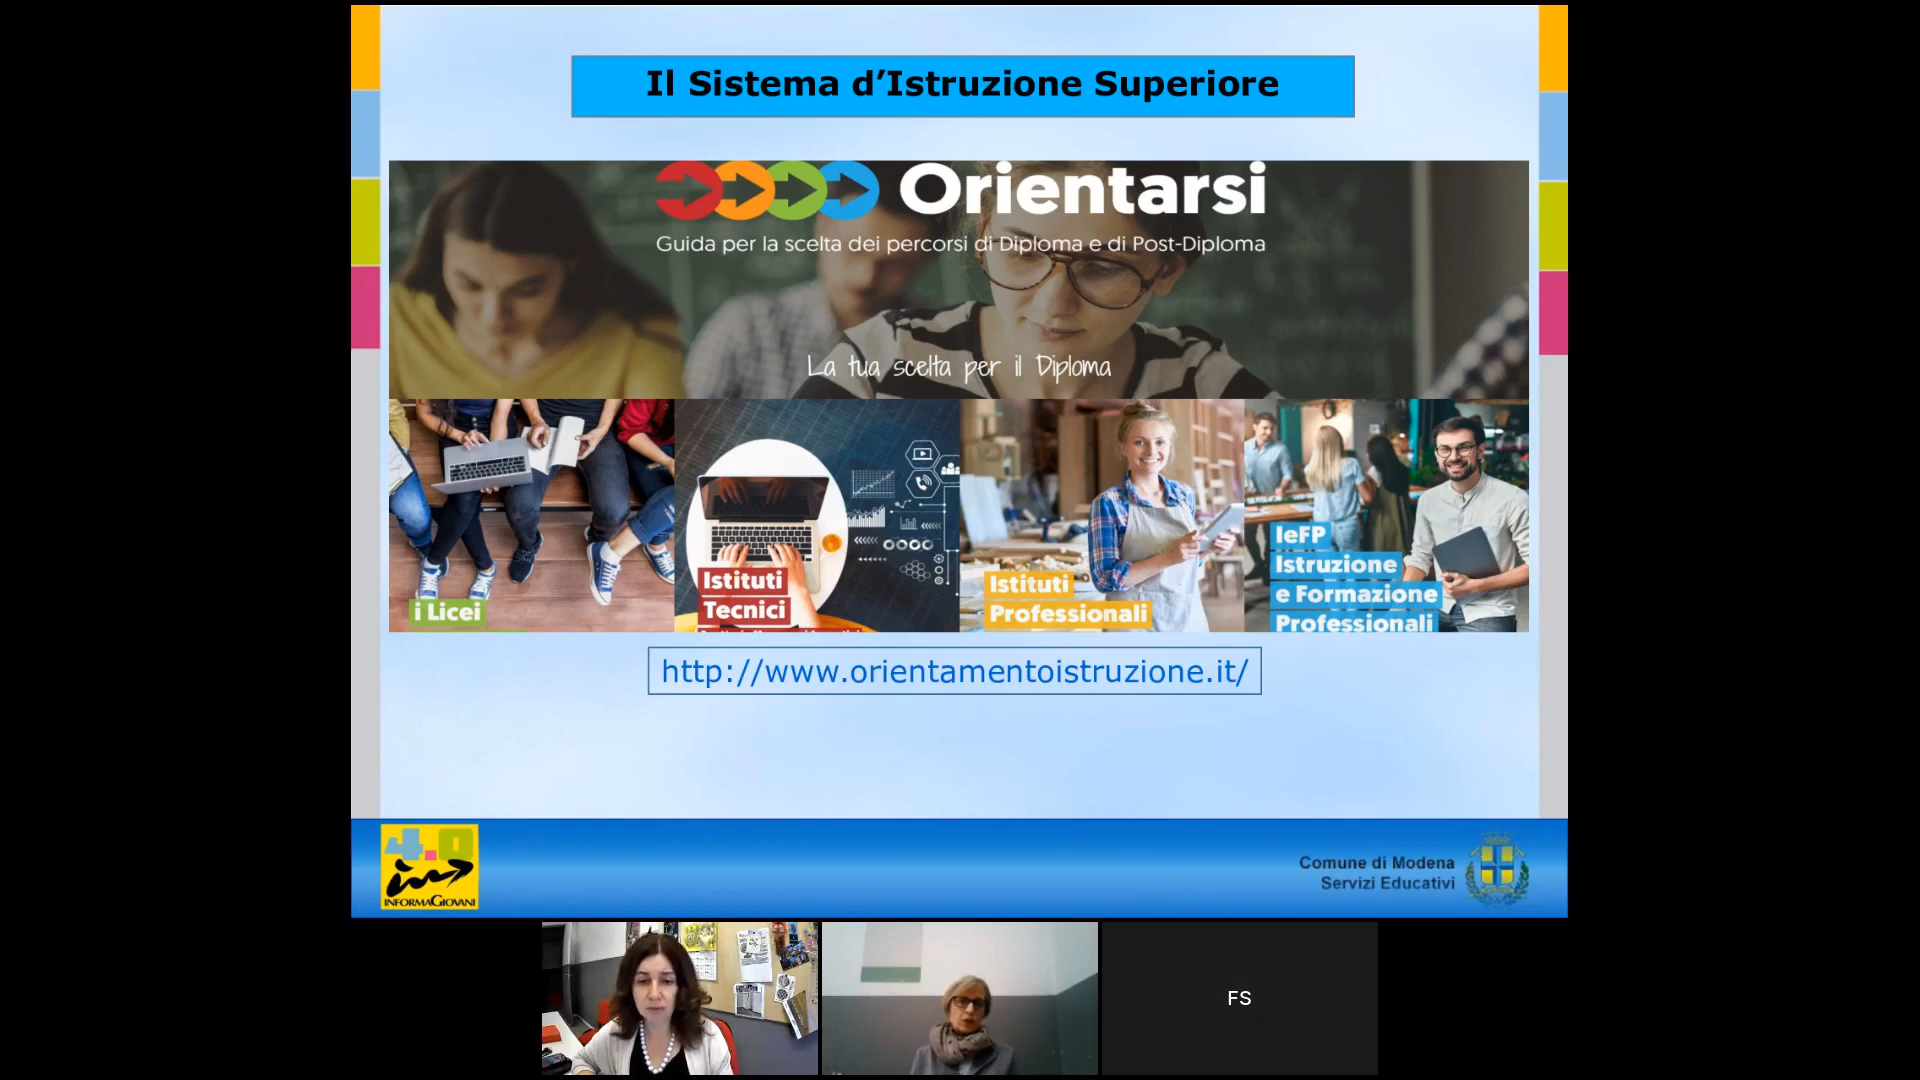 Il Sistema d’Istruzione Superiore
Orientarsi
Guida per la scelta dei percorsi di Diploma e di Post-Diploma
La tua scelta per il Diploma
i Licei
Istituti
Tecnici
Istituti
Professionali
IeFP
Istruzione
e Formazione
Professionali
http://www.orientamentoistruzione.it/
4.0
INFORMAGIOVANI
Comune di Modena
Servizi Educativi
FS